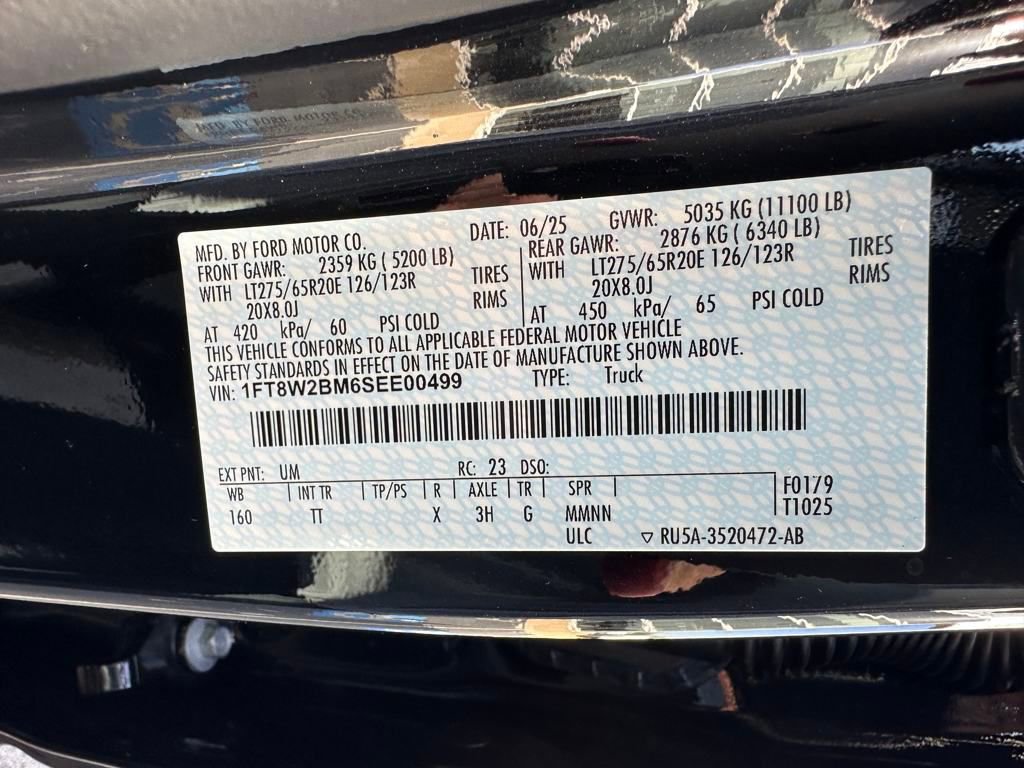 MFD. BY FORD MOTOR CO.
DATE: 06/25 GVWR: 5035 KG (11100 LB)
FRONT GAWR: 2359 KG ( 5200 LB)
REAR GAWR: 2876 KG ( 6340 LB)
WITH LT275/65R20E 126/123R TIRES
WITH LT275/65R20E 126/123R TIRES
20X8.0J RIMS
20X8.0J RIMS
AT 420 kPa/ 60 PSI COLD
AT 450 kPa/ 65 PSI COLD
THIS VEHICLE CONFORMS TO ALL APPLICABLE FEDERAL MOTOR VEHICLE
SAFETY STANDARDS IN EFFECT ON THE DATE OF MANUFACTURE SHOWN ABOVE.
VIN: 1FT8W2BM6SEE00499 TYPE: Truck
EXT PNT: UM RC: 23 DSO:
WB INT TR TP/PS R AXLE TR SPR
160 TT X 3H G MMNN
ULC ▽ RU5A-3520472-AB
F0179
T1025